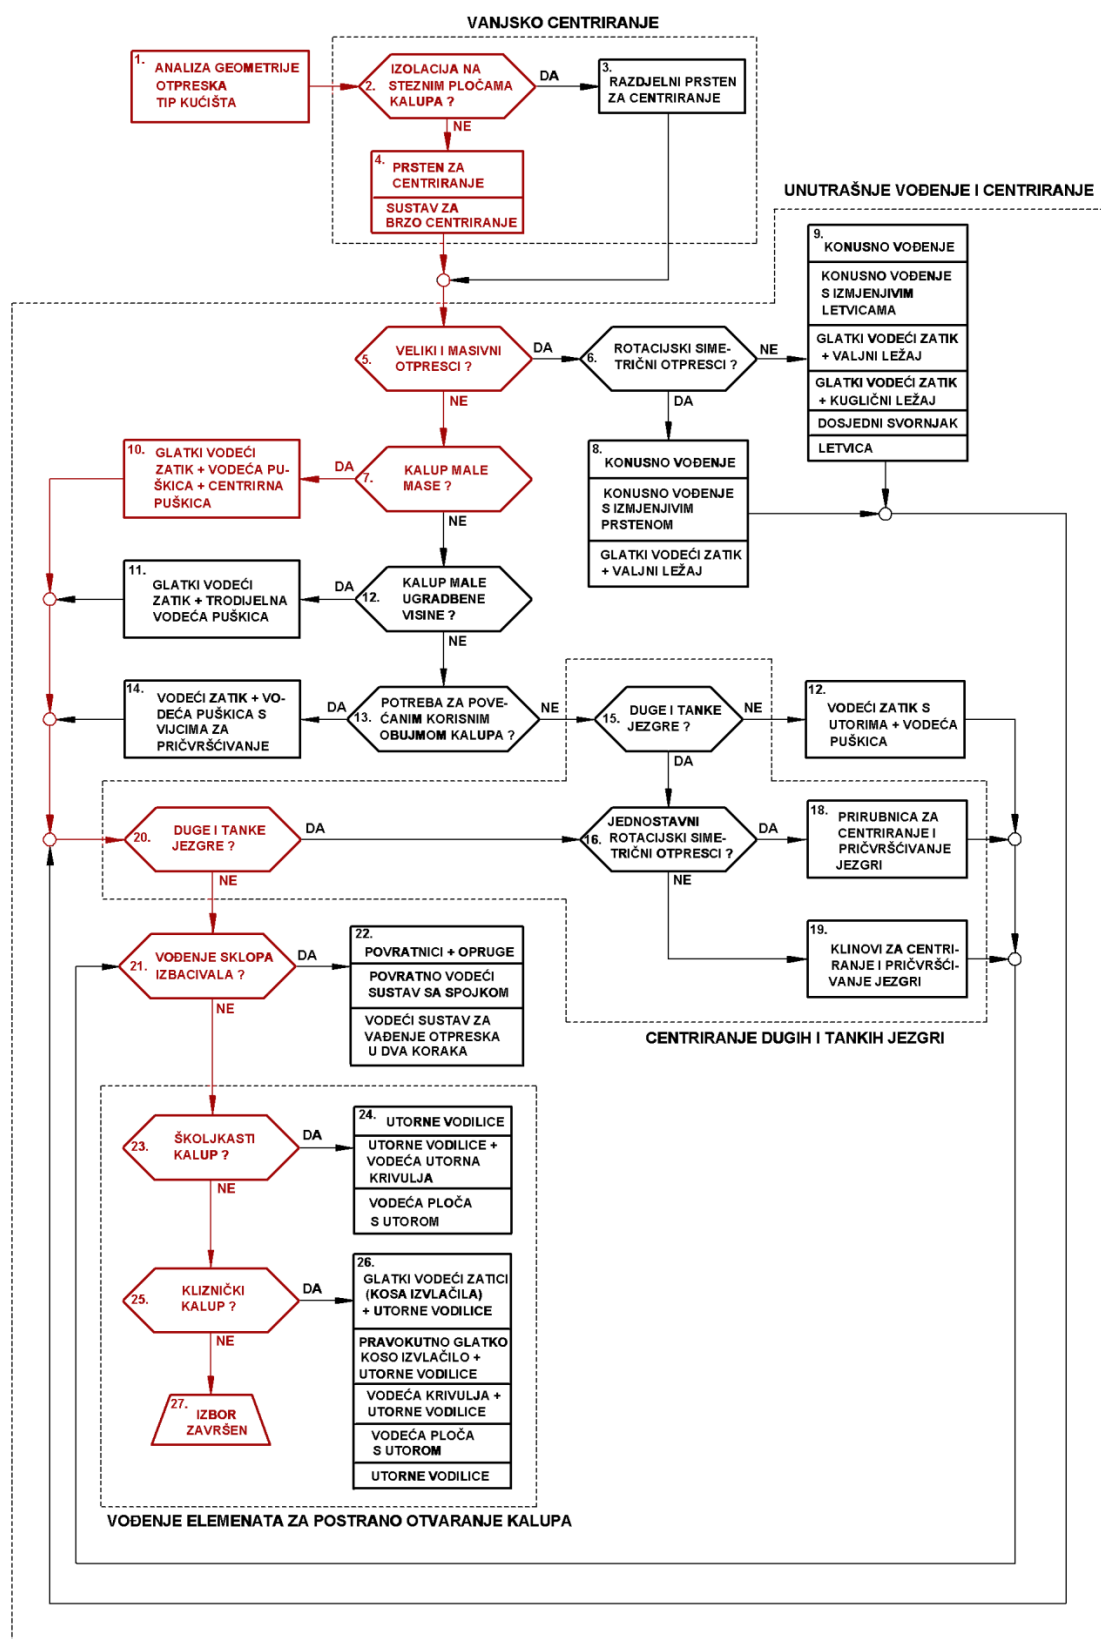 VANJSKO CENTRIRANJE
1.
ANALIZA GEOMETRIJE
OTPRESKA
TIP KUĆIŠTA
2.
IZOLACIJA NA
STEZNIM PLOČAMA
KALUPA ?
DA
NE
3.
RAZDJELNI PRSTEN
ZA CENTRIRANJE
4.
PRSTEN ZA
CENTRIRANJE
SUSTAV ZA
BRZO CENTRIRANJE
UNUTRAŠNJE VOĐENJE I CENTRIRANJE
5.
VELIKI I MASIVNI
OTPRESCI ?
DA
NE
6.
ROTACIJSKI SIME-
TRIČNI OTPRESCI ?
NE
DA
9.
KONUSNO VOĐENJE
KONUSNO VOĐENJE
S IZMJENJIVIM
LETVICAMA
GLATKI VODEĆI ZATIK
+ VALJNI LEŽAJ
GLATKI VODEĆI ZATIK
+ KUGLIČNI LEŽAJ
DOSJEDNI SVORNJAK
LETVICA
10.
GLATKI VODEĆI
ZATIK + VODEĆA PU-
ŠKICA + CENTRIRNA
PUŠKICA
DA
7.
KALUP MALE
MASE ?
NE
8.
KONUSNO VOĐENJE
KONUSNO VOĐENJE
S IZMJENJIVIM
PRSTENOM
GLATKI VODEĆI ZATIK
+ VALJNI LEŽAJ
11.
GLATKI VODEĆI
ZATIK + TRODIJELNA
VODEĆA PUŠKICA
DA
12.
KALUP MALE
UGRADBENE
VISINE ?
NE
14.
VODEĆI ZATIK + VO-
DEĆA PUŠKICA S
VIJCIMA ZA
PRIČVRŠĆIVANJE
DA
13.
POTREBA ZA POVE-
ĆANIM KORISNIM
OBUJMOM KALUPA ?
NE
15.
DUGE I TANKE
JEZGRE ?
NE
DA
12.
VODEĆI ZATIK S
UTORIMA + VODEĆA
PUŠKICA
20.
DUGE I TANKE
JEZGRE ?
DA
NE
16.
JEDNOSTAVNI
ROTACIJSKI SIME-
TRIČNI OTPRESCI ?
DA
NE
18.
PRIRUBNICA ZA
CENTRIRANJE I
PRIČVRŠĆIVANJE
JEZGRI
19.
KLINOVI ZA CENTRI-
RANJE I PRIČVRŠĆI-
VANJE JEZGRI
CENTRIRANJE DUGIH I TANKIH JEZGRI
21.
VOĐENJE SKLOPA
IZBACIVALA ?
DA
NE
22.
POVRATNICI + OPRUGE
POVRATNO VODEĆI
SUSTAV SA SPOJKOM
VODEĆI SUSTAV ZA
VAĐENJE OTPRESKA
U DVA KORAKA
23.
ŠKOLJKASTI
KALUP ?
DA
NE
24.
UTORNE VODILICE
UTORNE VODILICE +
VODEĆA UTORNA
KRIVULJA
VODEĆA PLOČA
S UTOROM
25.
KLIZNIČKI
KALUP ?
DA
NE
26.
GLATKI VODEĆI ZATICI
(KOSA IZVLAČILA)
+ UTORNE VODILICE
PRAVOKUTNO GLATKO
KOSO IZVLAČILO +
UTORNE VODILICE
VODEĆA KRIVULJA +
UTORNE VODILICE
VODEĆA PLOČA
S UTOROM
UTORNE VODILICE
27.
IZBOR
ZAVRŠEN
VOĐENJE ELEMENATA ZA POSTRANO OTVARANJE KALUPA